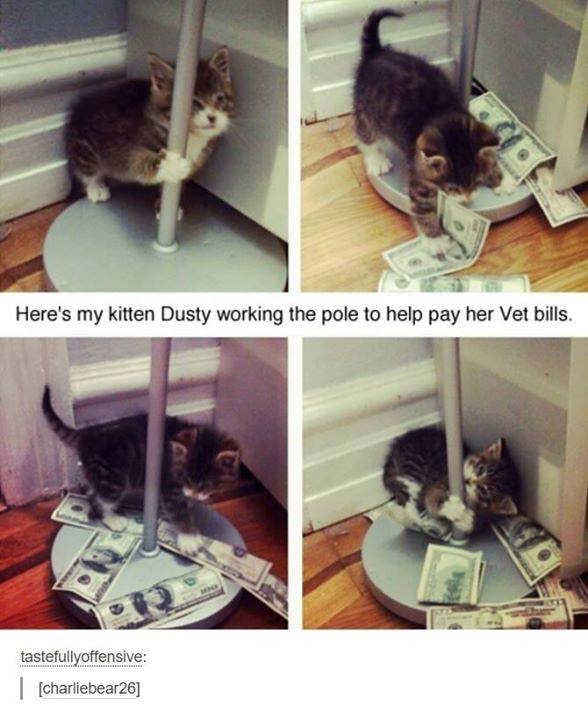 Here's my kitten Dusty working the pole to help pay her Vet bills.
tastefullyoffensive:
[charliebear26]